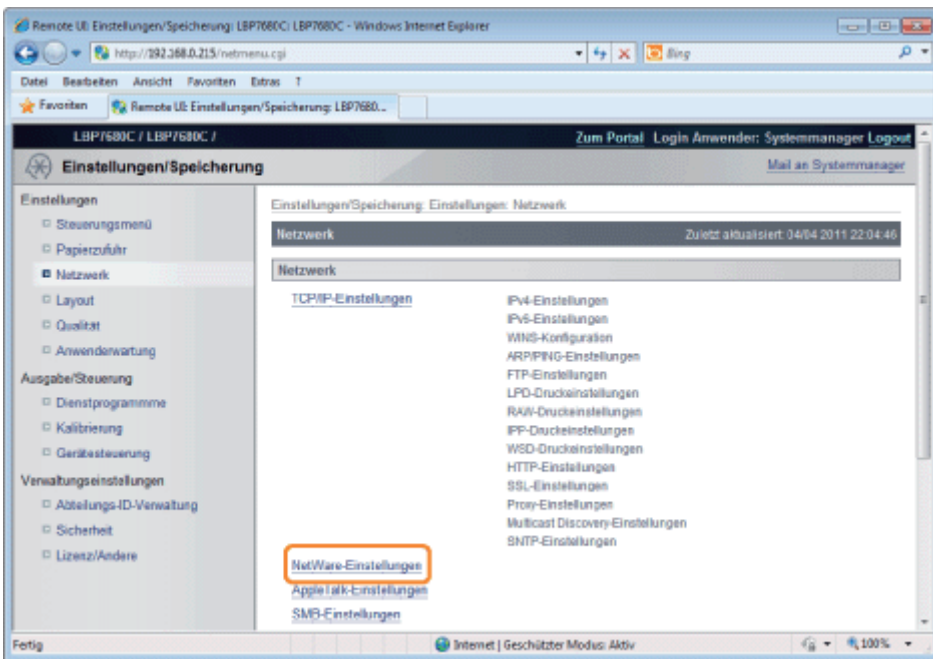 Remote UI: Einstellungen/Speicherung: LBP7680C: LBP7680C - Windows Internet Explorer
http://192.168.0.215/netmenu.cgi
Bing
Datei Bearbeiten Ansicht Favoriten Extras ?
Favoriten
Remote UI: Einstellungen/Speicherung: LBP7680...
LBP7680C / LBP7680C /
Zum Portal Login Anwender: Systemmanager Logout
Einstellungen/Speicherung
Mail an Systemmanager
Einstellungen
Steuerungsmenü
Papierzufuhr
Netzwerk
Layout
Qualität
Anwenderwartung
Ausgabe/Steuerung
Dienstprogrammme
Kalibrierung
Gerätesteuerung
Verwaltungseinstellungen
Abteilungs-ID-Verwaltung
Sicherheit
Lizenz/Andere
Einstellungen/Speicherung: Einstellungen: Netzwerk
Netzwerk
Zuletzt aktualisiert: 04/04 2011 22:04:46
Netzwerk
TCP/IP-Einstellungen
IPv4-Einstellungen
IPv6-Einstellungen
WINS-Konfiguration
ARP/PING-Einstellungen
FTP-Einstellungen
LPD-Druckeinstellungen
RAW-Druckeinstellungen
IPP-Druckeinstellungen
WSD-Druckeinstellungen
HTTP-Einstellungen
SSL-Einstellungen
Proxy-Einstellungen
Multicast Discovery-Einstellungen
SNTP-Einstellungen
NetWare-Einstellungen
AppleTalk-Einstellungen
SMB-Einstellungen
Fertig
Internet | Geschützter Modus: Aktiv
100%